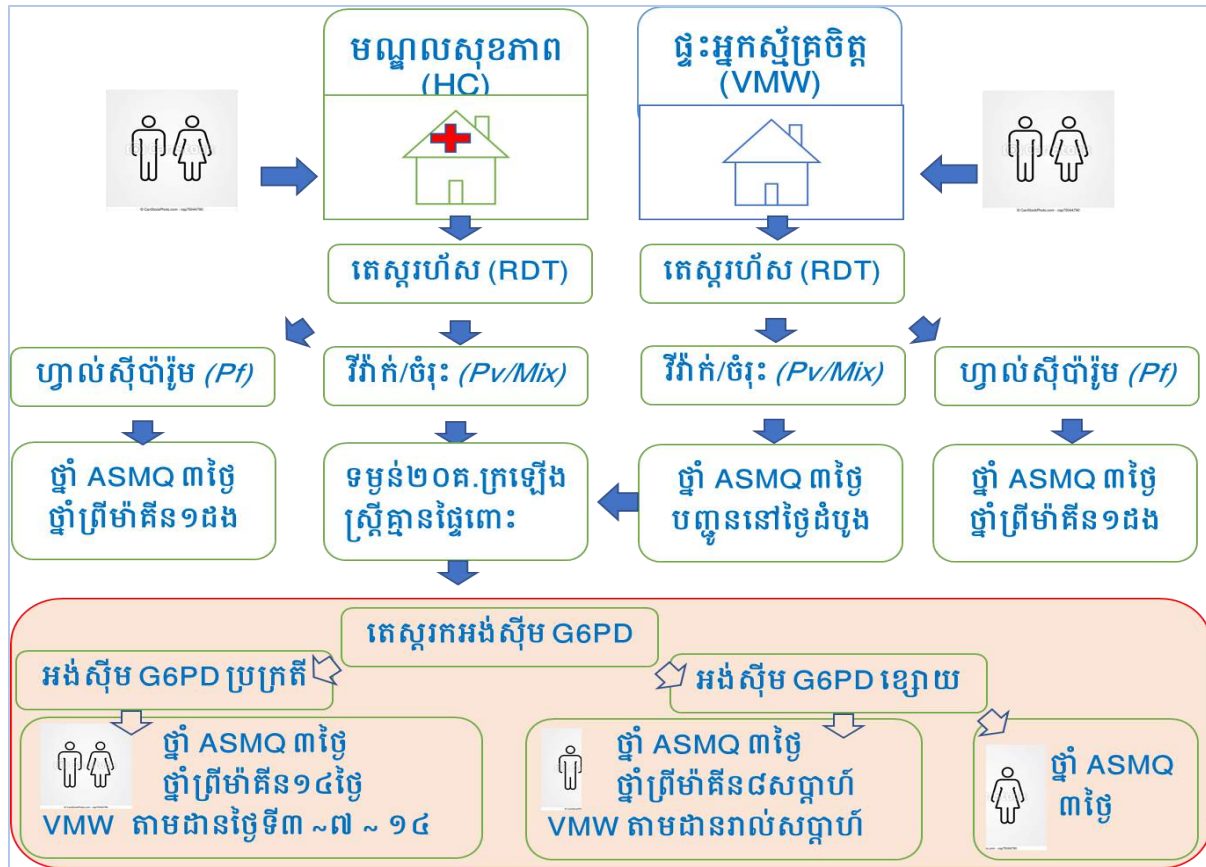 មណ្ឌលសុខភាព
(HC)
ផ្ទះអ្នកស្ម័គ្រចិត្ត
(VMW)
តេស្តរហ័ស (RDT)
តេស្តរហ័ស (RDT)
ហ្វាល់ស៊ីប៉ារ៉ូម (Pf)
វីវ៉ាក់/ចំរុះ (Pv/Mix)
វីវ៉ាក់/ចំរុះ (Pv/Mix)
ហ្វាល់ស៊ីប៉ារ៉ូម (Pf)
ថ្នាំ ASMQ ៣ថ្ងៃ
ថ្នាំព្រីម៉ាគីន១ដង
ទម្ងន់២០គ.ក្រឡើង
ស្ត្រីគ្មានផ្ទៃពោះ
ថ្នាំ ASMQ ៣ថ្ងៃ
បញ្ជូននៅថ្ងៃដំបូង
ថ្នាំ ASMQ ៣ថ្ងៃ
ថ្នាំព្រីម៉ាគីន១ដង
តេស្តរកអង់ស៊ីម G6PD
អង់ស៊ីម G6PD ប្រក្រតី
អង់ស៊ីម G6PD ខ្សោយ
ថ្នាំ ASMQ ៣ថ្ងៃ
ថ្នាំព្រីម៉ាគីន១៤ថ្ងៃ
VMW តាមដានថ្ងៃទី៣ ~៧ ~ ១៤
ថ្នាំ ASMQ ៣ថ្ងៃ
ថ្នាំព្រីម៉ាគីន៨សប្តាហ៍
VMW តាមដានរាល់សប្តាហ៍
ថ្នាំ ASMQ
៣ថ្ងៃ